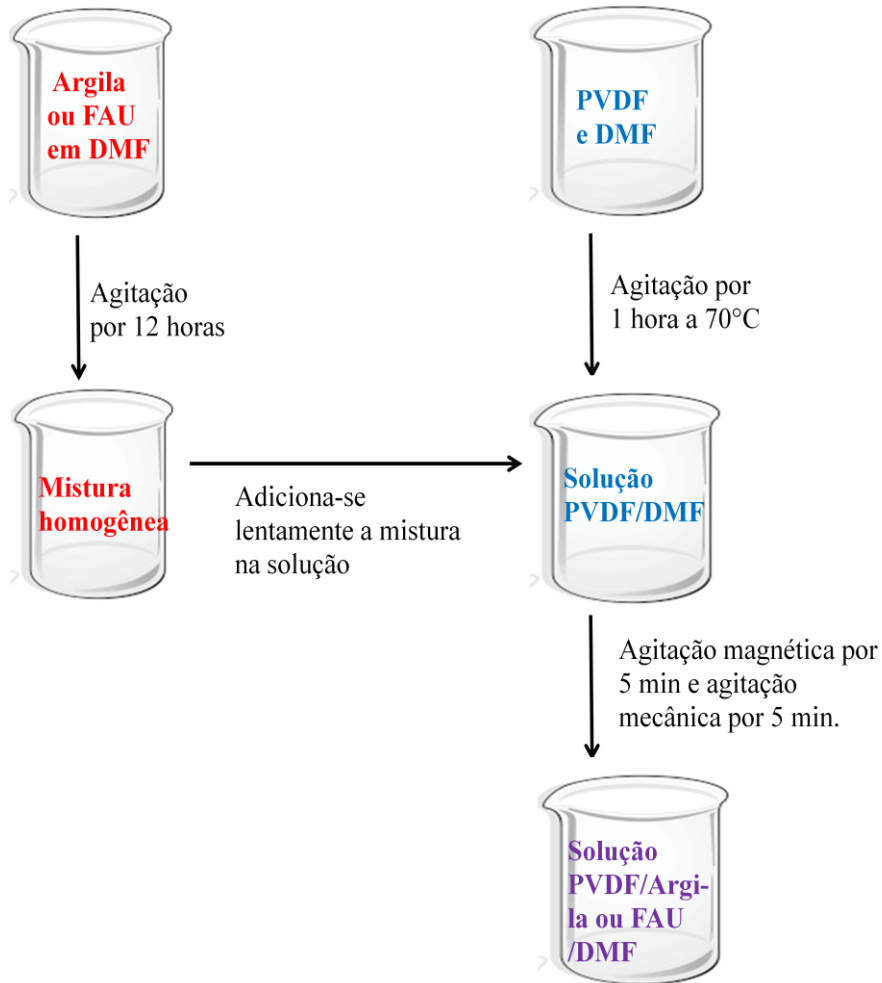 Argila
ou FAU
em DMF
PVDF
e DMF
Agitação
por 12 horas
Agitação por
1 hora a 70°C
Mistura
homogênea
Adiciona-se
lentamente a mistura
na solução
Solução
PVDF/DMF
Agitação magnética por
5 min e agitação
mecânica por 5 min.
Solução
PVDF/Argi-
la ou FAU
/DMF